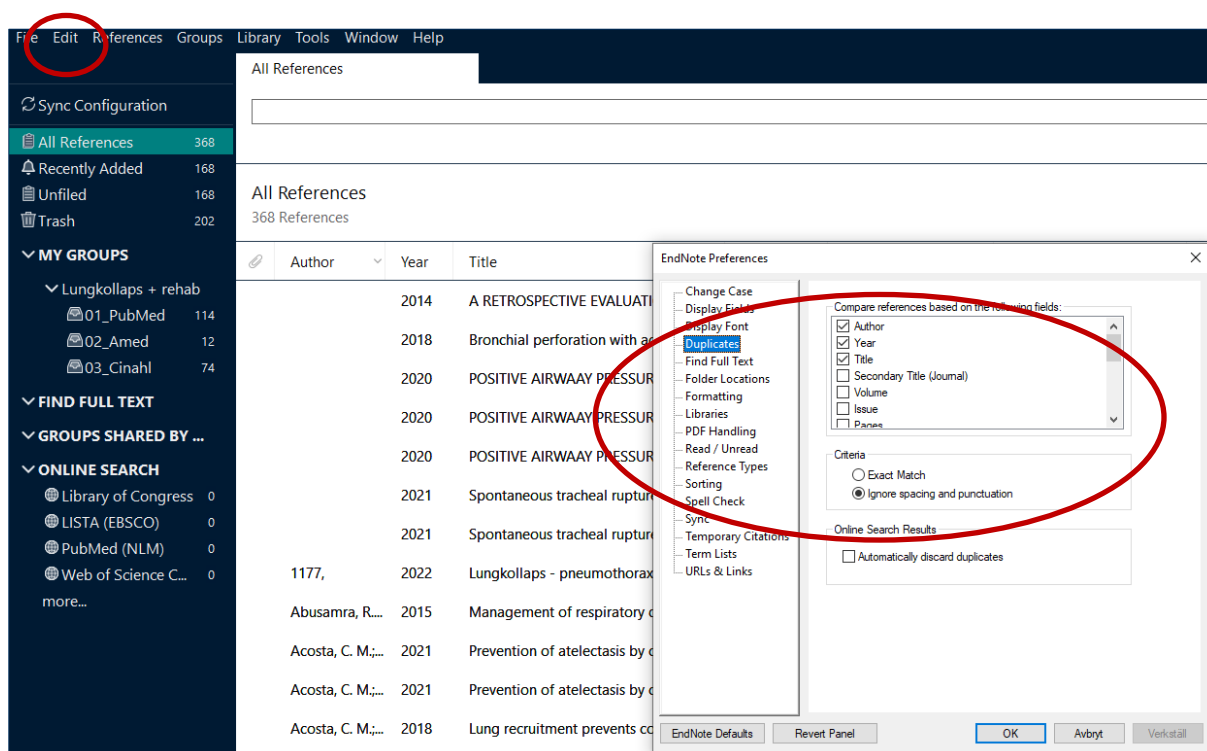 File Edit References Groups Library Tools Window Help
All References
Sync Configuration
All References 368
Recently Added 168
Unfiled 168
Trash 202
MY GROUPS
Lungkollaps + rehab
01_PubMed 114
02_Amed 12
03_Cinahl 74
FIND FULL TEXT
GROUPS SHARED BY ...
ONLINE SEARCH
Library of Congress 0
LISTA (EBSCO) 0
PubMed (NLM) 0
Web of Science C... 0
more...
All References
368 References
Author Year Title
2014 A RETROSPECTIVE EVALUATI
2018 Bronchial perforation with a
2020 POSITIVE AIRWAAY PRESSUR
2020 POSITIVE AIRWAAY PRESSUR
2020 POSITIVE AIRWAAY PRESSUR
2021 Spontaneous tracheal rupture
2021 Spontaneous tracheal rupture
1177, 2022 Lungkollaps - pneumothorax
Abusamra, R.... 2015 Management of respiratory
Acosta, C. M.;... 2021 Prevention of atelectasis by
Acosta, C. M.;... 2021 Prevention of atelectasis by
Acosta, C. M.;... 2018 Lung recruitment prevents co
EndNote Preferences
Change Case
Display Fields
Display Font
Duplicates
Find Full Text
Folder Locations
Formatting
Libraries
PDF Handling
Read / Unread
Reference Types
Sorting
Spell Check
Sync
Temporary Citations
Term Lists
URLs & Links
Compare references based on the following fields:
Author
Year
Title
Secondary Title (Journal)
Volume
Issue
Pages
Criteria
Exact Match
Ignore spacing and punctuation
Online Search Results
Automatically discard duplicates
EndNote Defaults Revert Panel OK Avbryt Verkställ